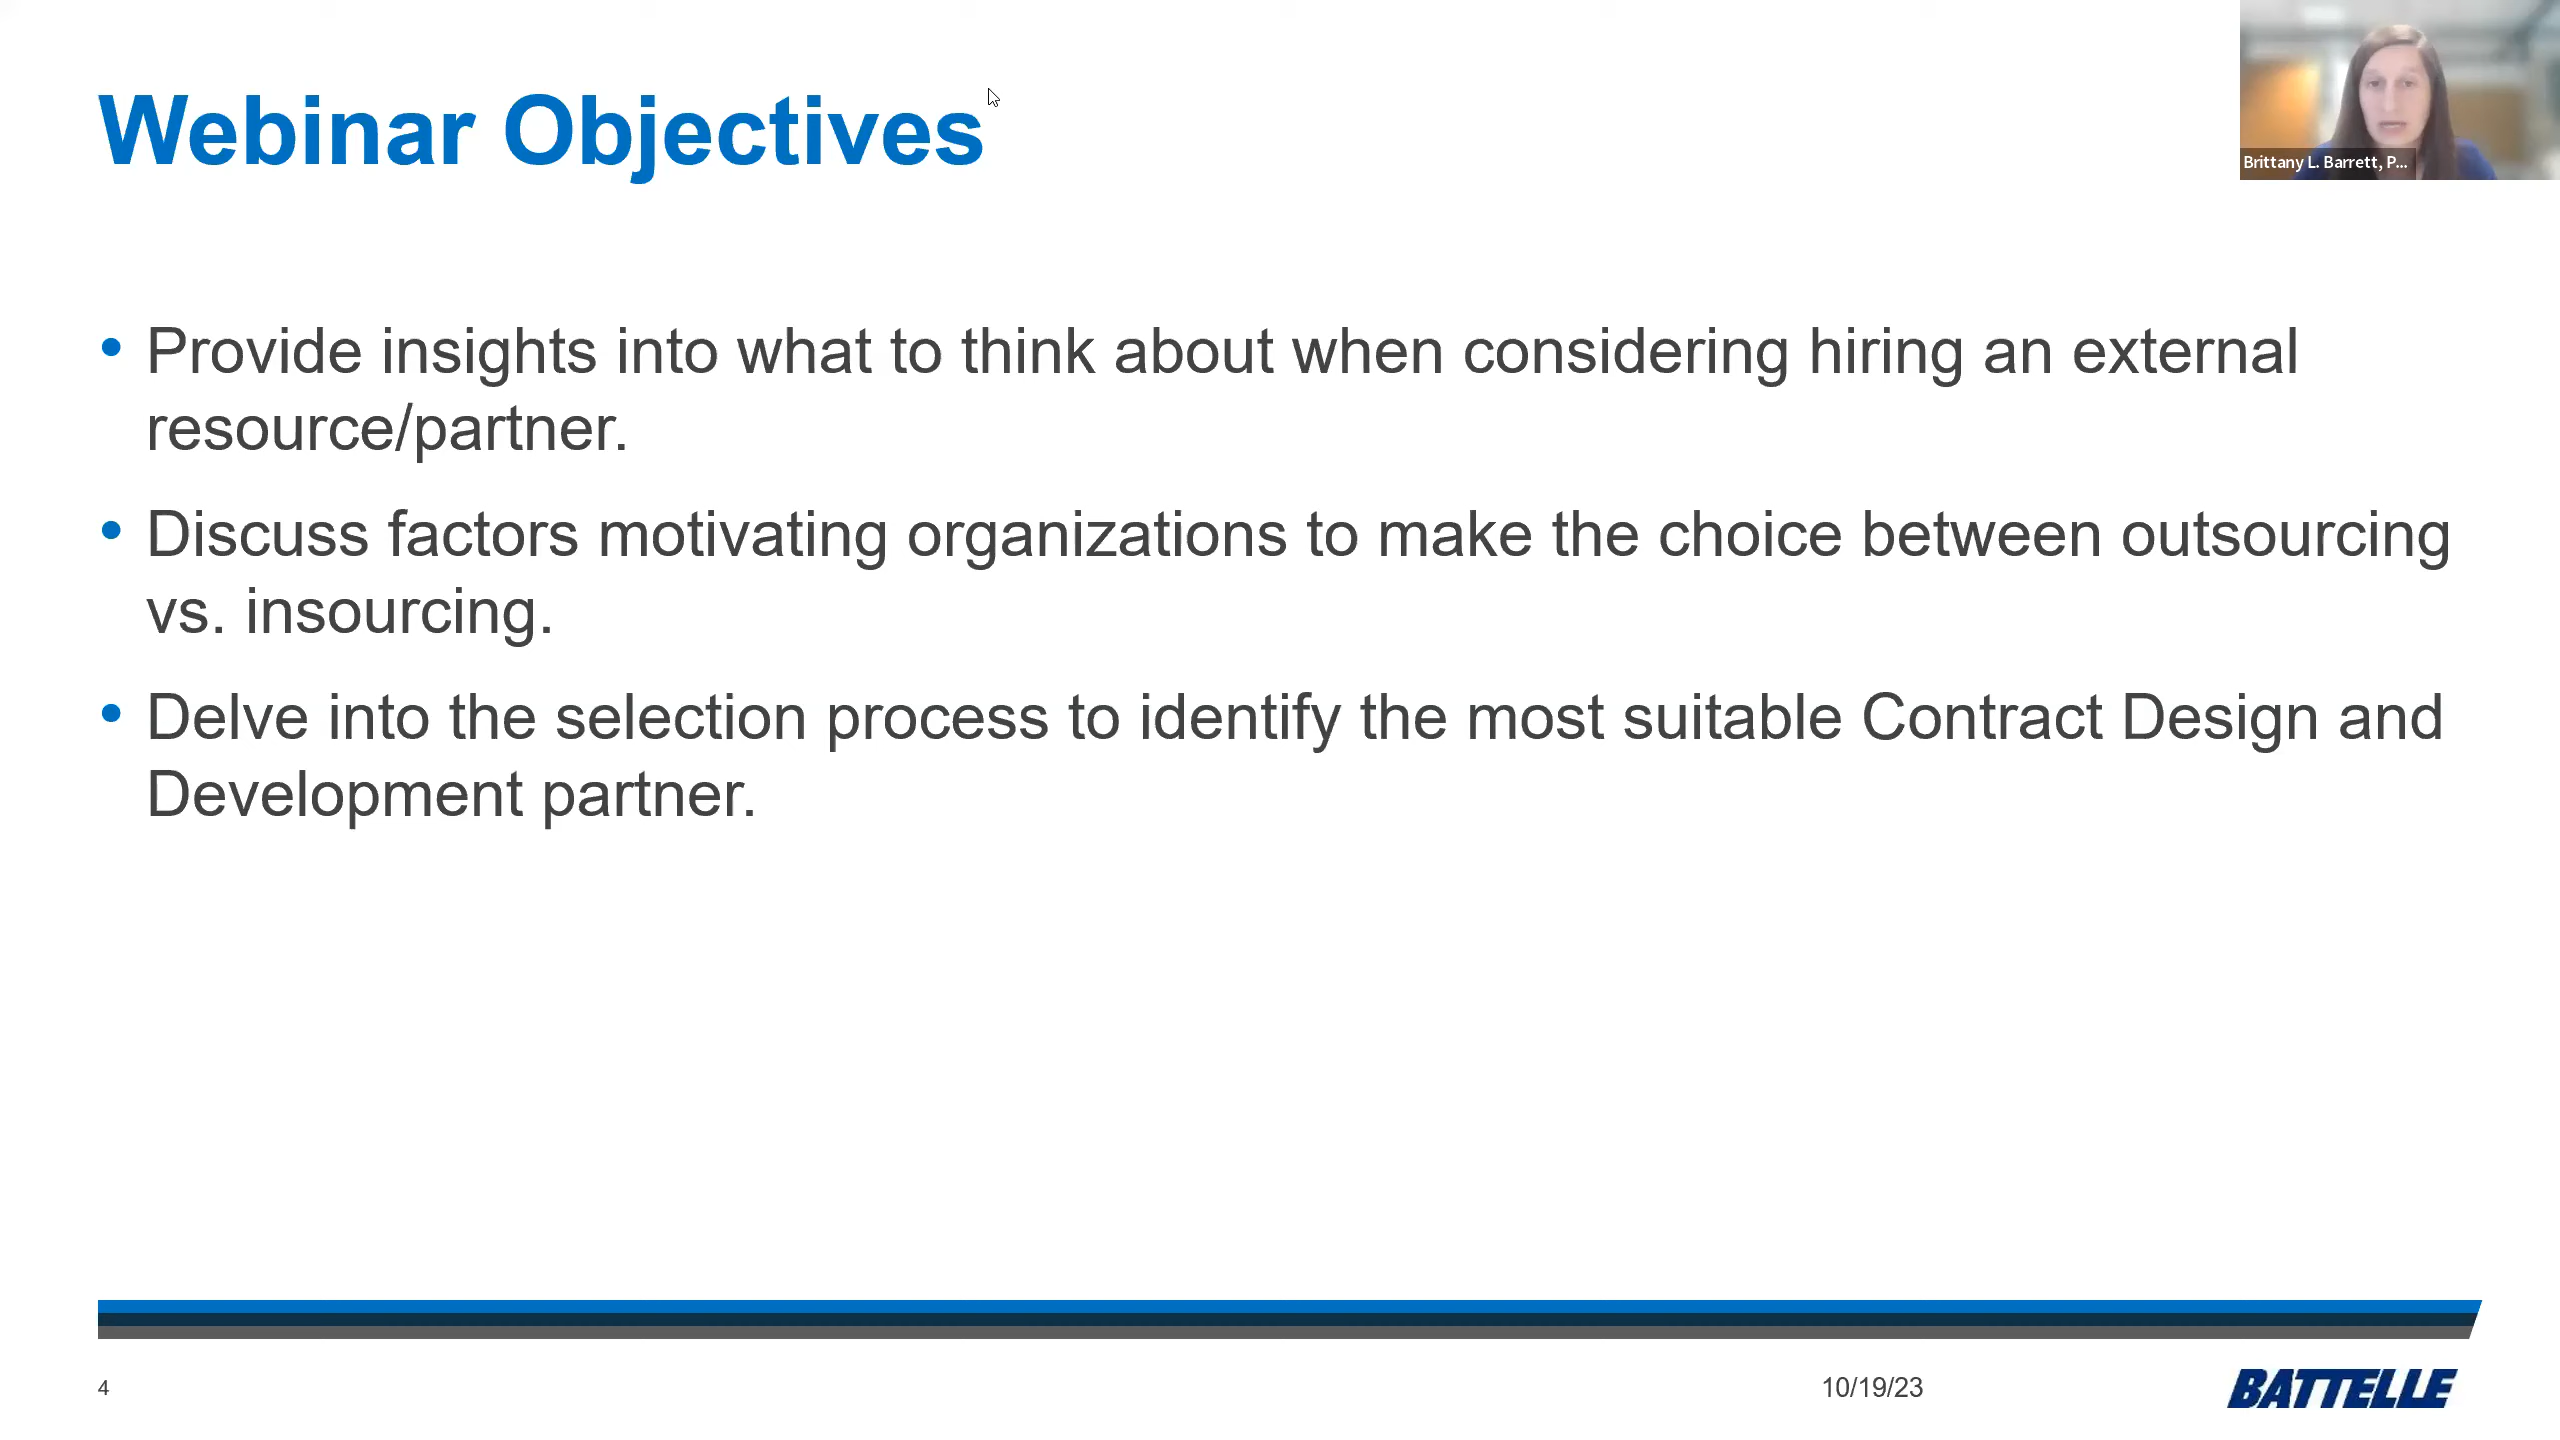 Webinar Objectives
Brittany L. Barrett, P...
• Provide insights into what to think about when considering hiring an external
resource/partner.
• Discuss factors motivating organizations to make the choice between outsourcing
vs. insourcing.
• Delve into the selection process to identify the most suitable Contract Design and
Development partner.
4
10/19/23
BATTELLE